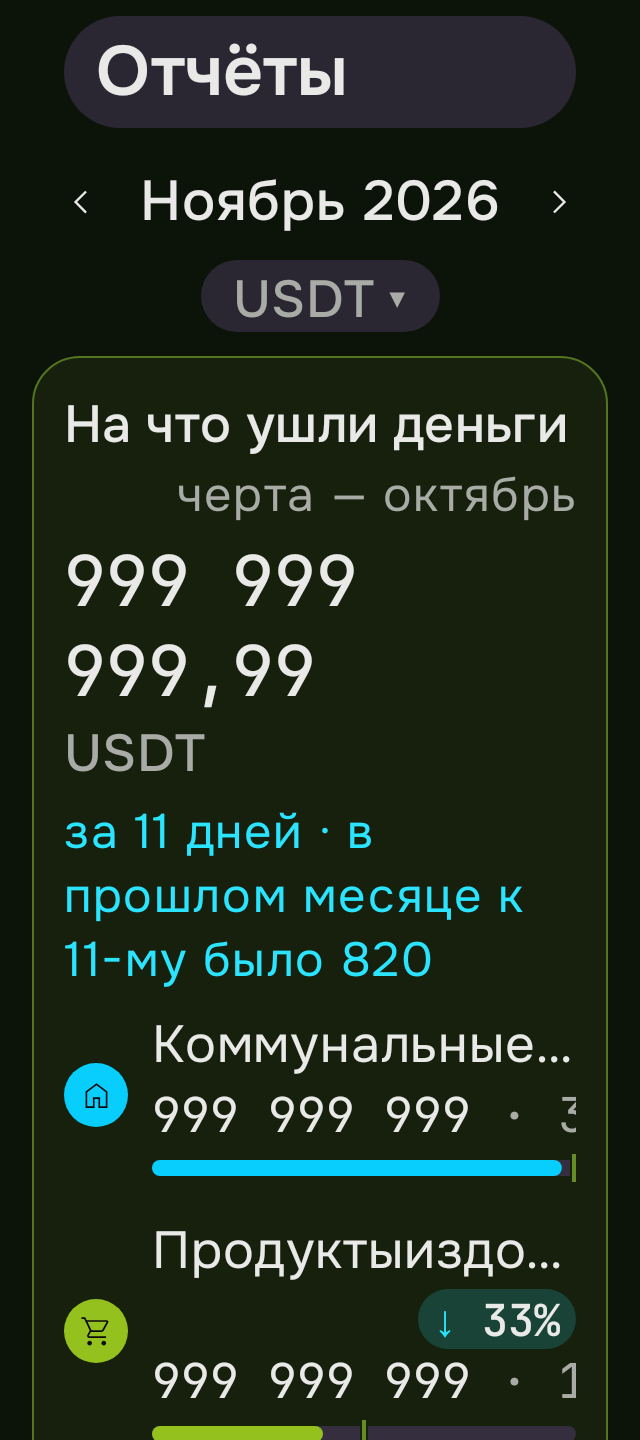 Отчёты
Ноябрь 2026
USDT ▾
На что ушли деньги
черта — октябрь
999 999
999,99
USDT
за 11 дней · в
прошлом месяце к
11-му было 820
Коммунальные...
999 999 999 ·
Продуктыиздо...
↓ 33%
999 999 999 ·